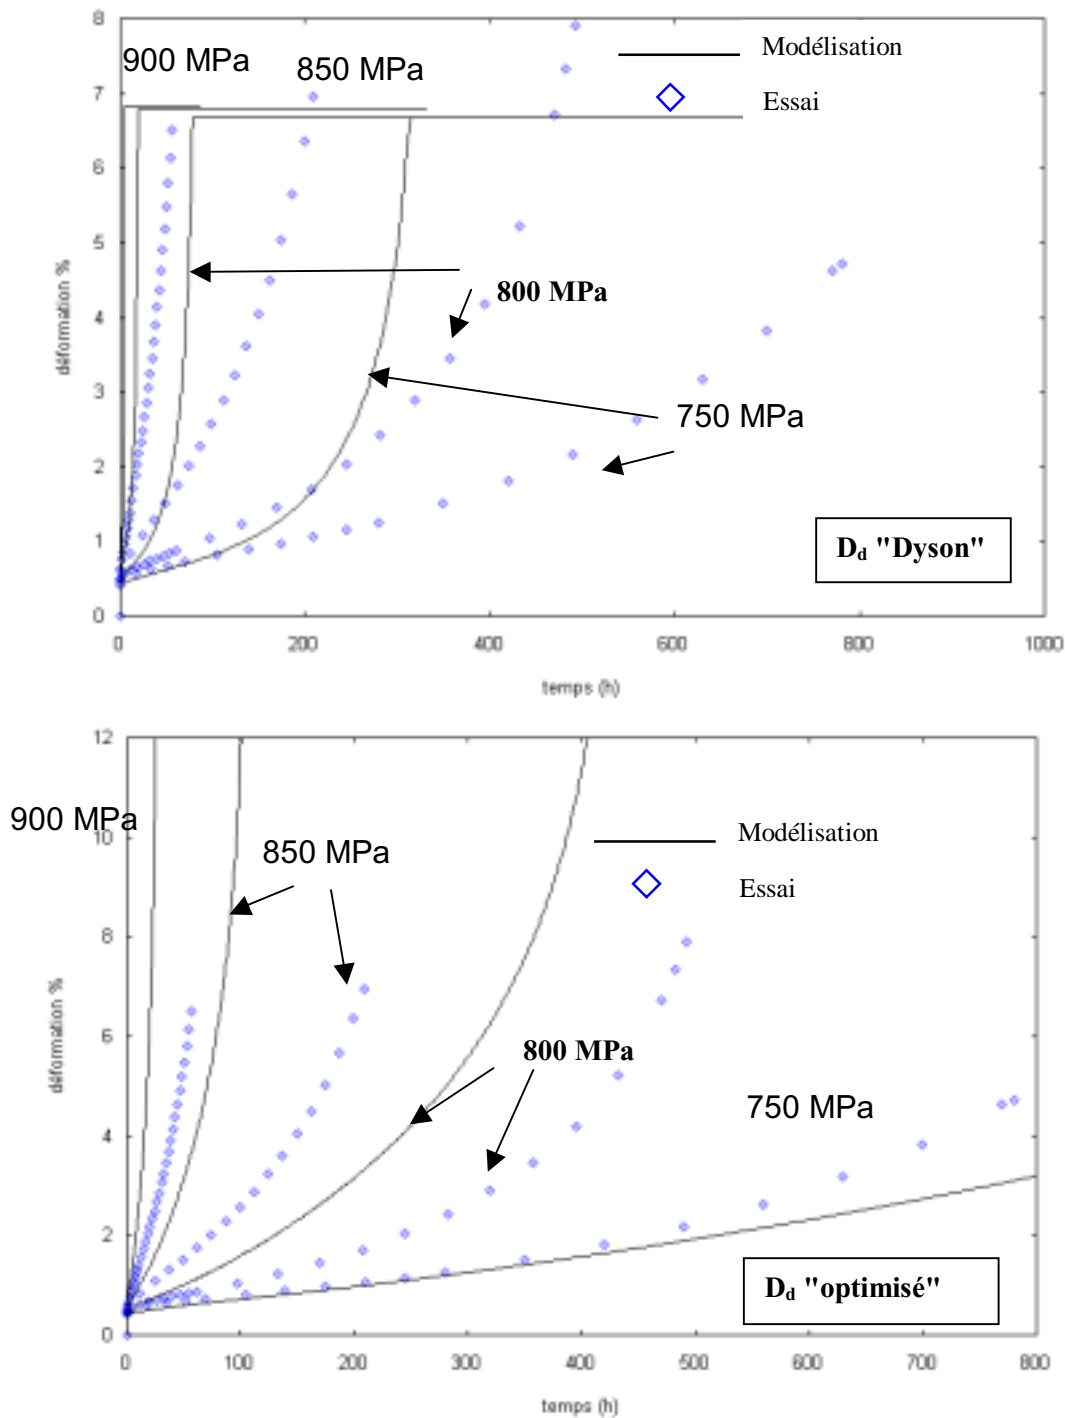 8
900 MPa
850 MPa
Modélisation
Essai
7
6
5
4
3
2
1
0
déformation %
800 MPa
750 MPa
Dd "Dyson"
0
200
400
600
800
1000
temps (h)
12
900 MPa
10
850 MPa
Modélisation
Essai
8
6
4
2
0
déformation %
800 MPa
750 MPa
Dd "optimisé"
0
100
200
300
400
500
600
700
800
temps (h)